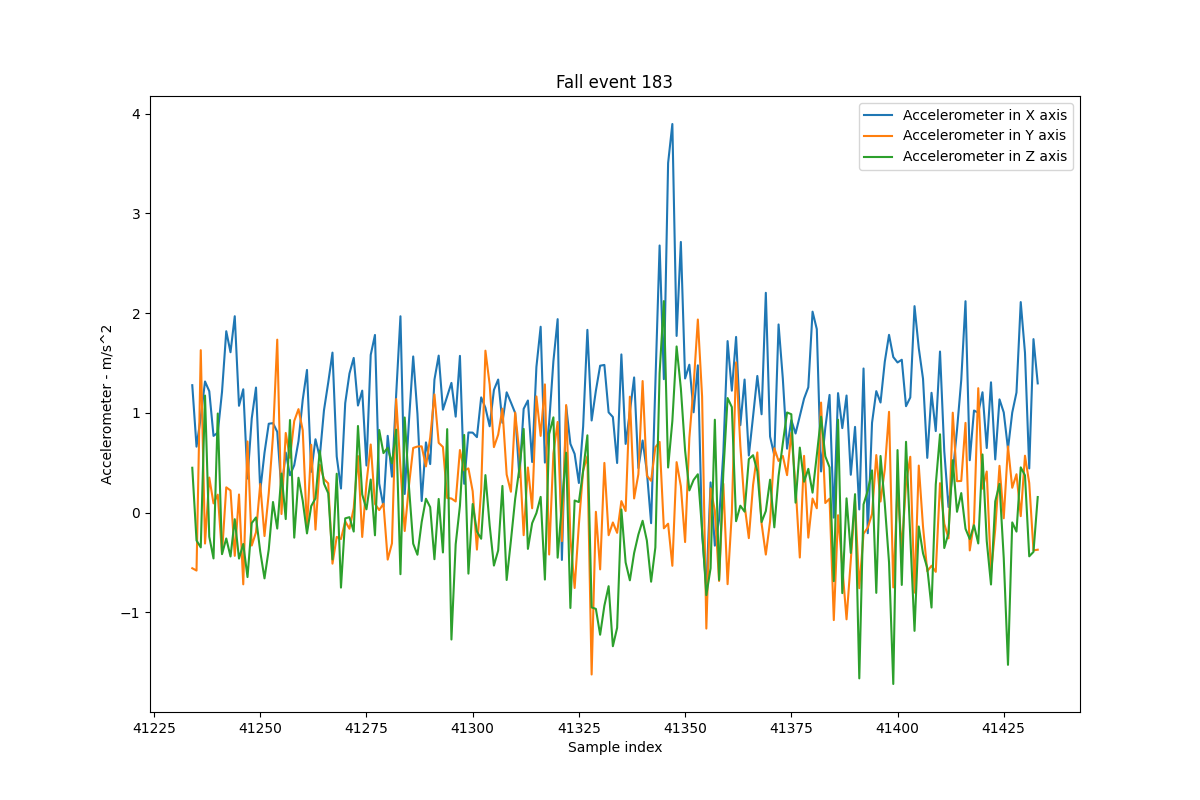 Fall event 183
Accelerometer in X axis
Accelerometer in Y axis
Accelerometer in Z axis
4
3
2
1
0
−1
Accelerometer - m/s^2
41225 41250 41275 41300 41325 41350 41375 41400 41425
Sample index